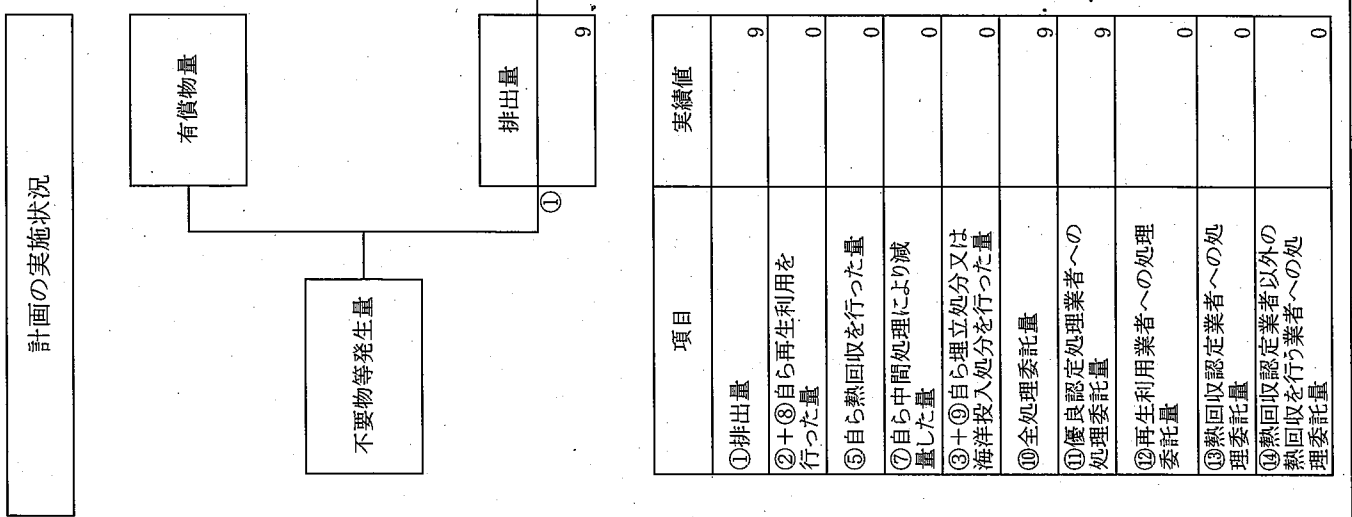 計画の実施状況
有償物量
不要物等発生量
排出量
①
9
項目 実績値
①排出量 9
②+⑧自ら再生利用を
行った量 0
⑤自ら熱回収を行った量 0
⑦自ら中間処理により減
量した量 0
③+⑨自ら埋立処分又は
海洋投入処分を行った量 0
⑩全処理委託量 9
⑪優良認定処理業者への
処理委託量 9
⑫再生利用業者への処理
委託量 0
⑬熱回収認定業者への処
理委託量 0
⑭熱回収認定業者以外の
熱回収を行う業者への処
理委託量 0